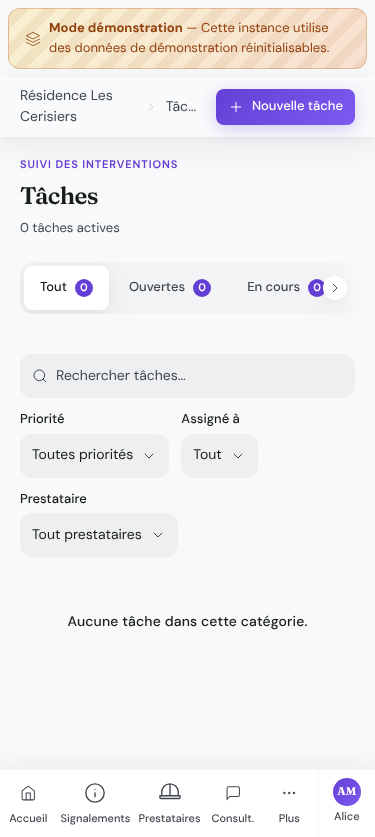 Mode démonstration — Cette instance utilise
des données de démonstration réinitialisables.
Résidence Les
Cerisiers
Tâc...
Nouvelle tâche
SUIVI DES INTERVENTIONS
Tâches
0 tâches actives
Tout 0
Ouvertes 0
En cours 0
Rechercher tâches...
Priorité
Assigné à
Toutes priorités
Tout
Prestataire
Tout prestataires
Aucune tâche dans cette catégorie.
AM
Accueil
Signalements
Prestataires
Consult.
Plus
Alice